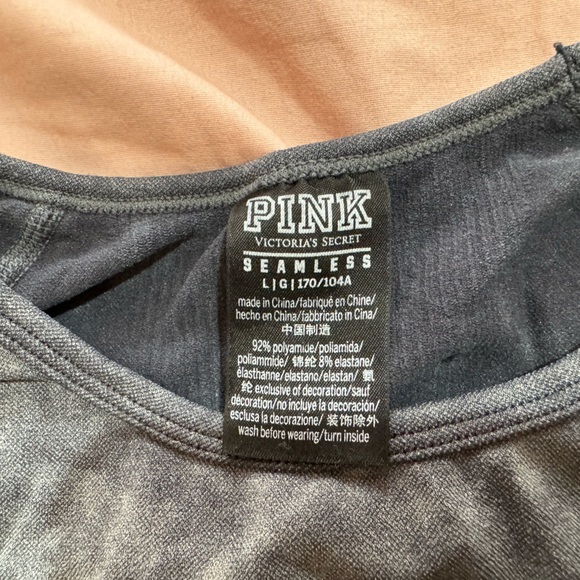 PINK
VICTORIA'S SECRET
SEAMLESS
L|G|170/104A
made in China/fabriqué en Chine/
hecho en China/fabbricato in Cina/
中国制造
92% polyamide/poliamida/
poliammide/ 锦纶 8% elastane/
élasthanne/elastano/elastan/ 氨
纶 exclusive of decoration/sauf
décoration/no incluye la decoración/
esclusa la decorazione/ 装饰除外
wash before wearing/turn inside